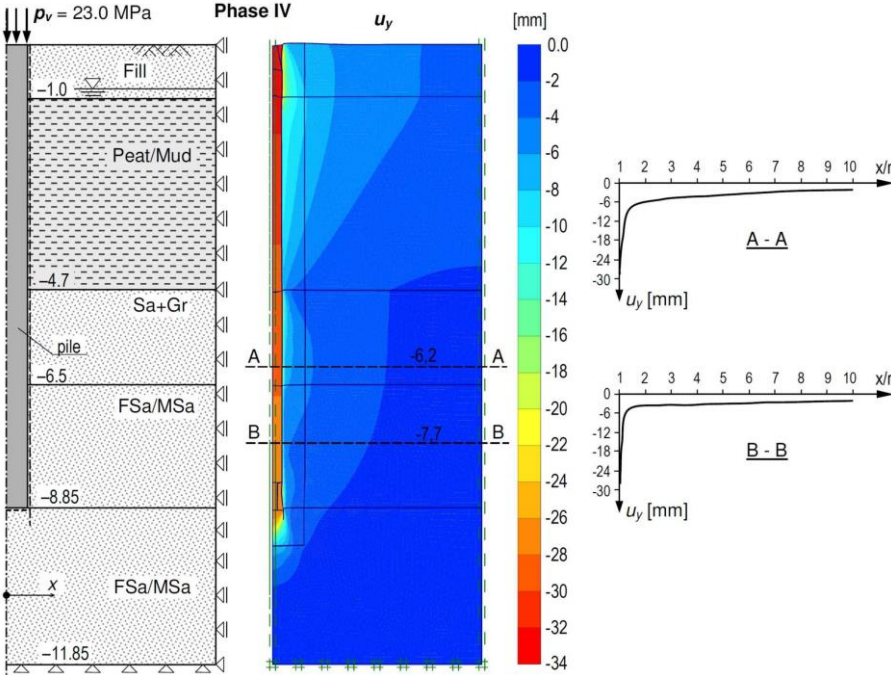 pᵥ = 23.0 MPa
Phase IV
Fill
–1.0
Peat/Mud
–4.7
Sa+Gr
pile
–6.5
FSa/MSa
–8.85
FSa/MSa
x
–11.85
u_y
A
-6,2
A
B
-7,7
B
[mm]
0.0
-2
-4
-6
-8
-10
-12
-14
-16
-18
-20
-22
-24
-26
-28
-30
-32
-34
1 2 3 4 5 6 7 8 9 10 x/r
0
-6
-12
-18
-24
-30
A - A
u_y [mm]
1 2 3 4 5 6 7 8 9 10 x/r
0
-6
-12
-18
-24
-30
B - B
u_y [mm]